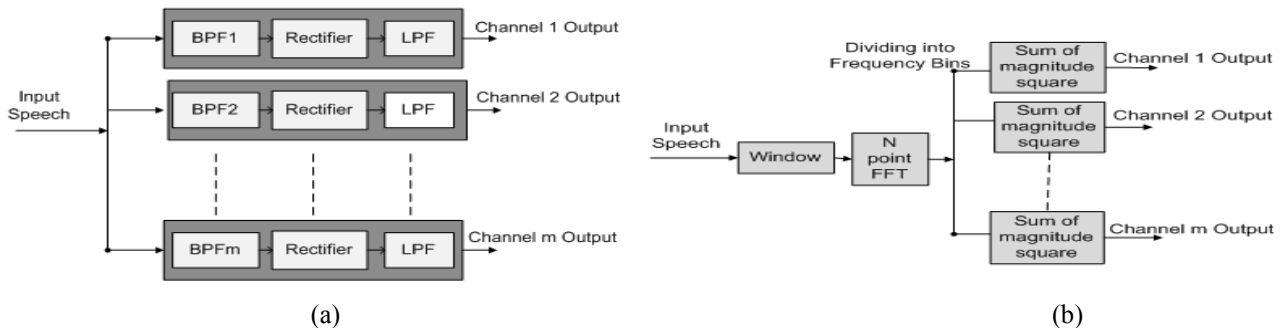 BPF1
Rectifier
LPF
Channel 1 Output
Input
Speech
BPF2
Rectifier
LPF
Channel 2 Output
BPFm
Rectifier
LPF
Channel m Output
(a)
Dividing into
Frequency Bins
Sum of
magnitude
square
Channel 1 Output
Sum of
magnitude
square
Channel 2 Output
Input
Speech
Window
N
point
FFT
Sum of
magnitude
square
Channel m Output
(b)